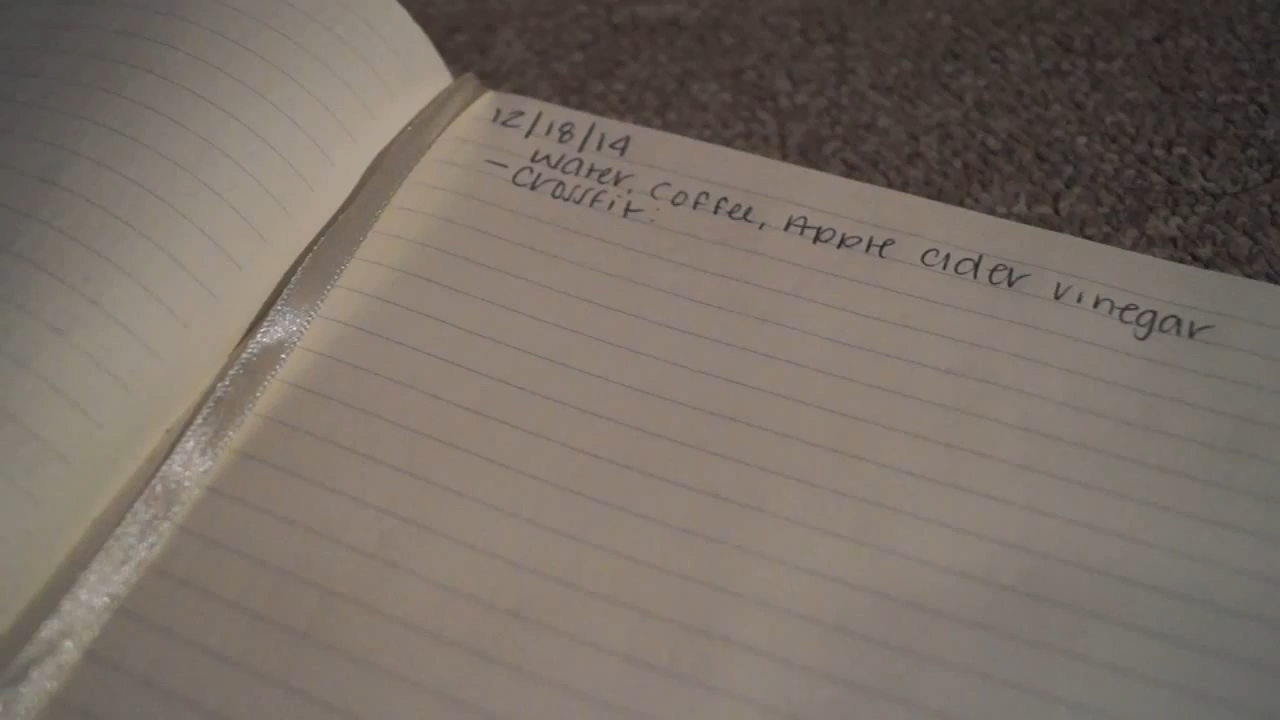 12/18/14
- water, coffee, Apple cider vinegar
- crossfit: